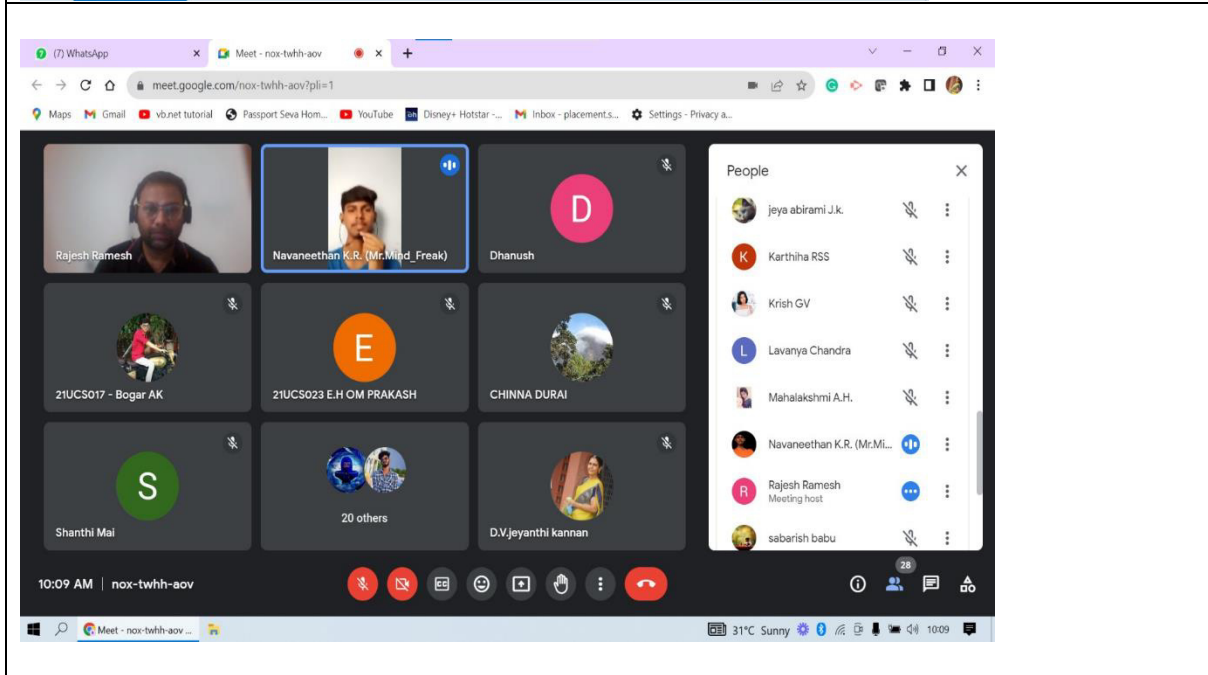 (7) WhatsApp
Meet - nox-twhh-aov
meet.google.com/nox-twhh-aov?pli=1
Maps Gmail vb.net tutorial Passport Seva Hom... YouTube Disney+ Hotstar -... Inbox - placement.s... Settings - Privacy a...
Rajesh Ramesh
Navaneethan K.R. (Mr.Mind_Freak)
D
Dhanush
21UCS017 - Bogar AK
E
21UCS023 E.H OM PRAKASH
CHINNA DURAI
S
Shanthi Mai
20 others
D.V.jeyanthi kannan
People
jeya abirami J.k.
K Karthiha RSS
Krish GV
L Lavanya Chandra
Mahalakshmi A.H.
Navaneethan K.R. (Mr.Mi...
R Rajesh Ramesh
Meeting host
sabarish babu
10:09 AM | nox-twhh-aov
CC
28
Meet - nox-twhh-aov ...
31°C Sunny
10:09